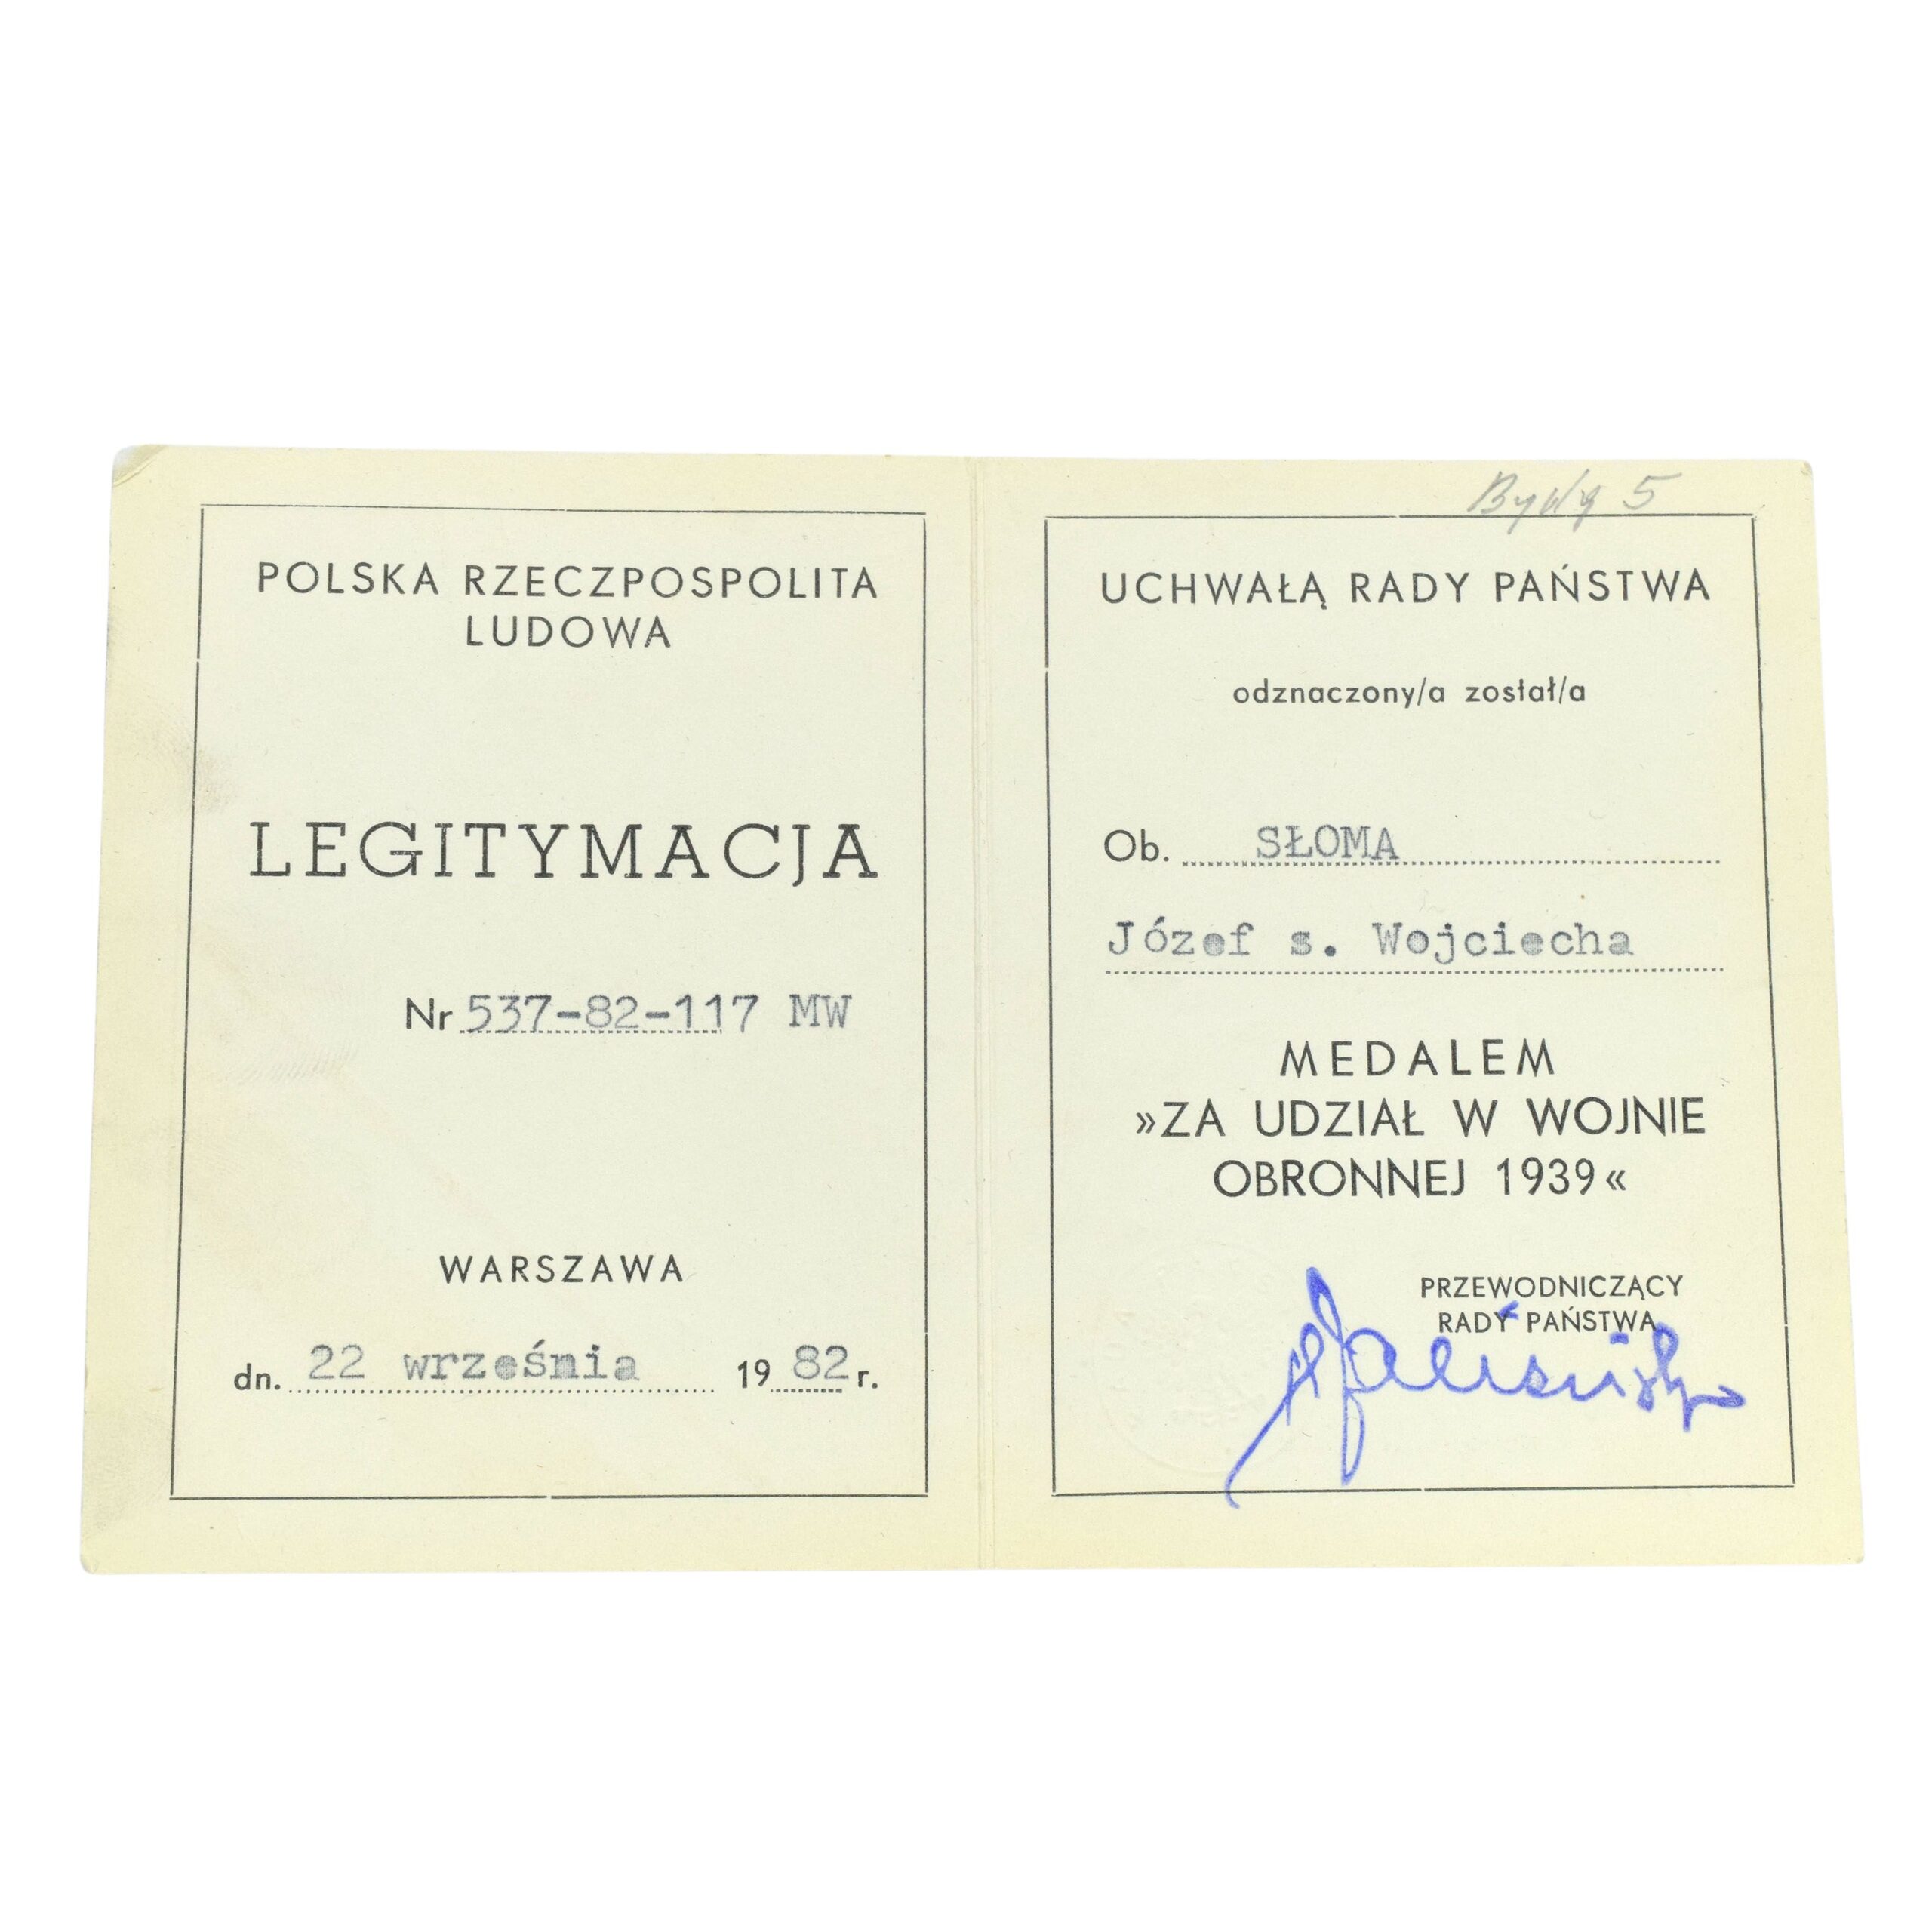 POLSKA RZECZPOSPOLITA
LUDOWA
LEGITYMACJA
Nr 537-82-117 MW
WARSZAWA
dn. 22 września 1982 r.
5
UCHWAŁĄ RADY PAŃSTWA
odznaczony/a został/a
Ob. SŁOMA
Józef s. Wojciecha
MEDALEM
»ZA UDZIAŁ W WOJNIE
OBRONNEJ 1939«
PRZEWODNICZĄCY
RADY PAŃSTWA